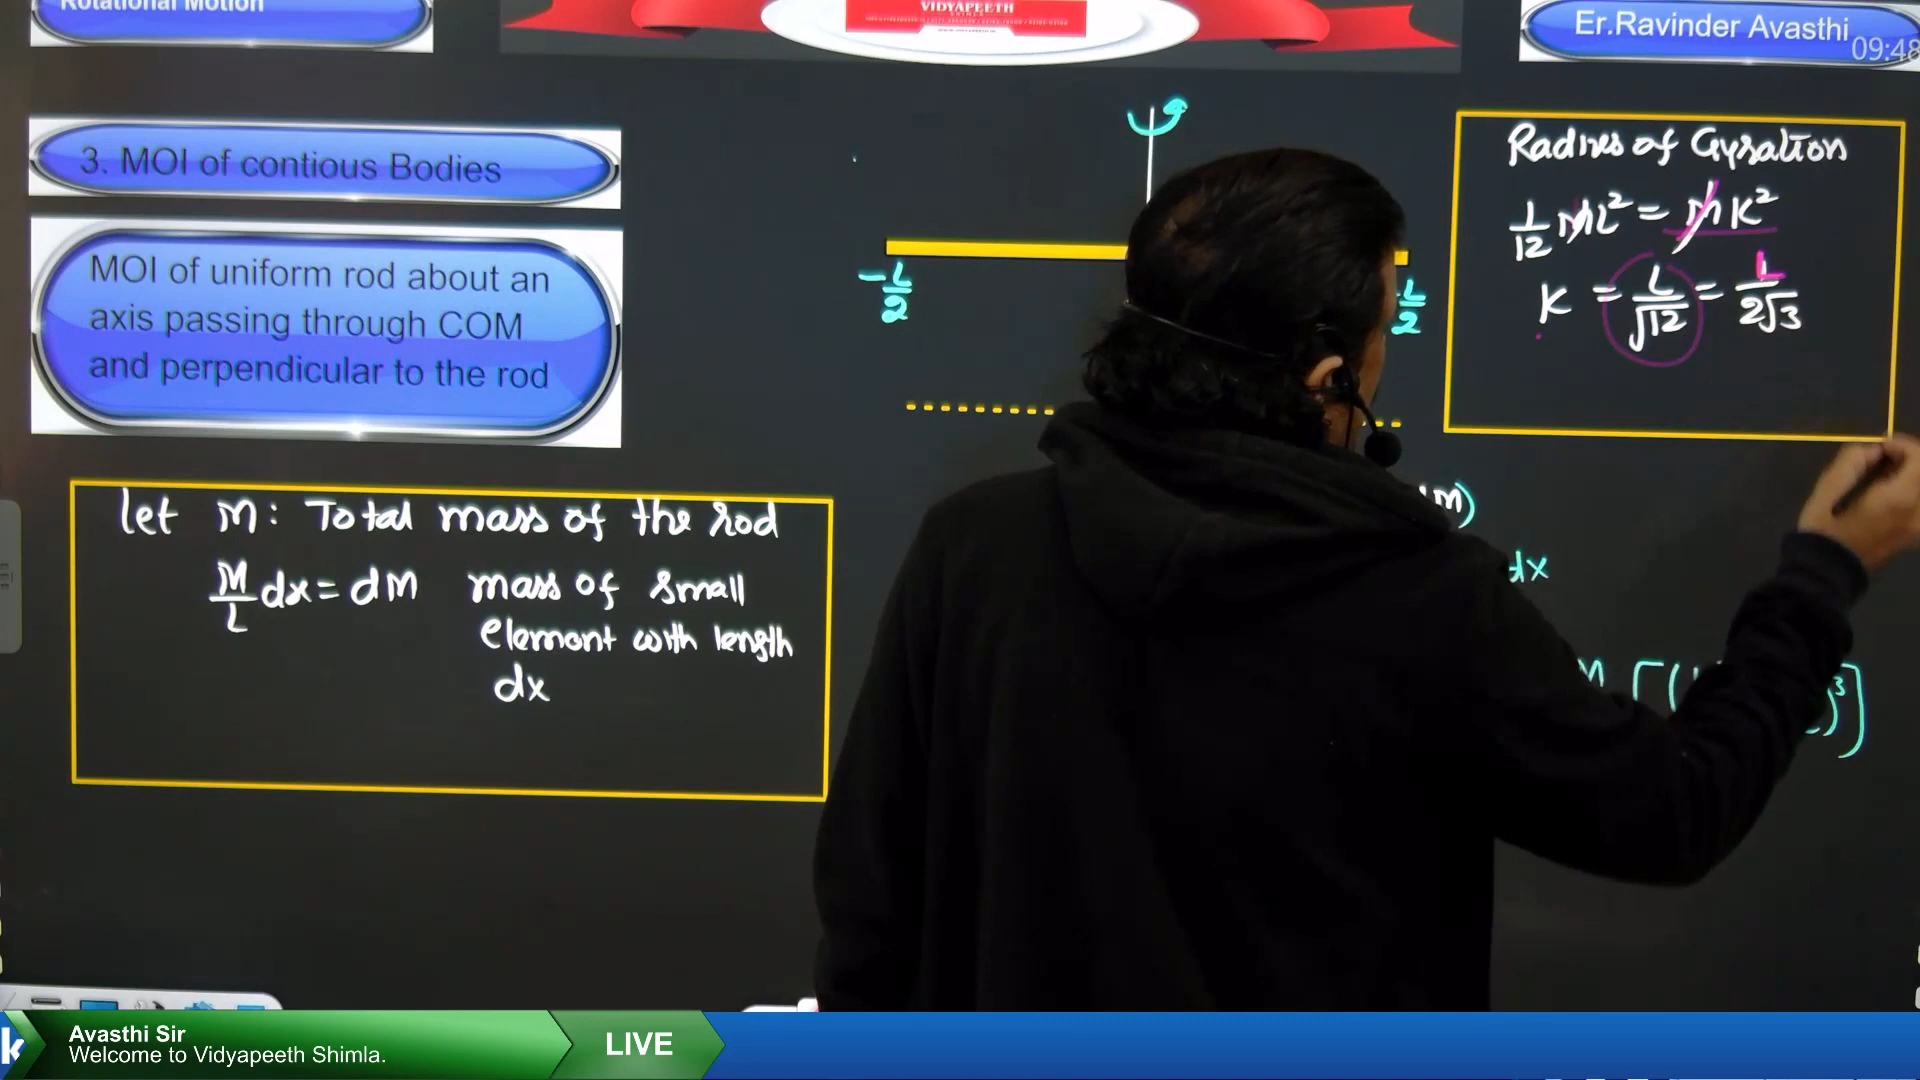 Rotational Motion
VIDYAPEETH
SHIMLA
Er.Ravinder Avasthi
09:48
3. MOI of contious Bodies
MOI of uniform rod about an
axis passing through COM
and perpendicular to the rod
-L/2
L/2
Radius of Gyration
1/12 ML² = MK²
K = L/√12 = L/2√3
let M: Total mass of the rod
M/L dx = dM mass of small
element with length
dx
M)
dx
M [(
)³]
k
Avasthi Sir
Welcome to Vidyapeeth Shimla.
LIVE